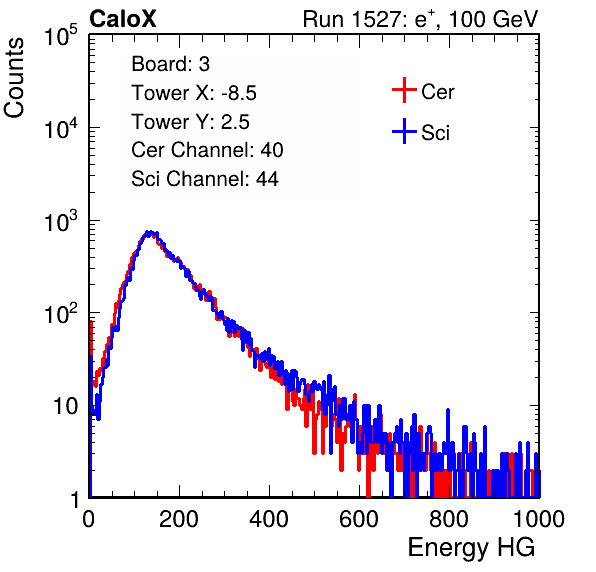 CaloX Run 1527: e⁺, 100 GeV
Counts
Board: 3
Tower X: -8.5
Tower Y: 2.5
Cer Channel: 40
Sci Channel: 44
Cer
Sci
10⁵
10⁴
10³
10²
10
1
0 200 400 600 800 1000
Energy HG